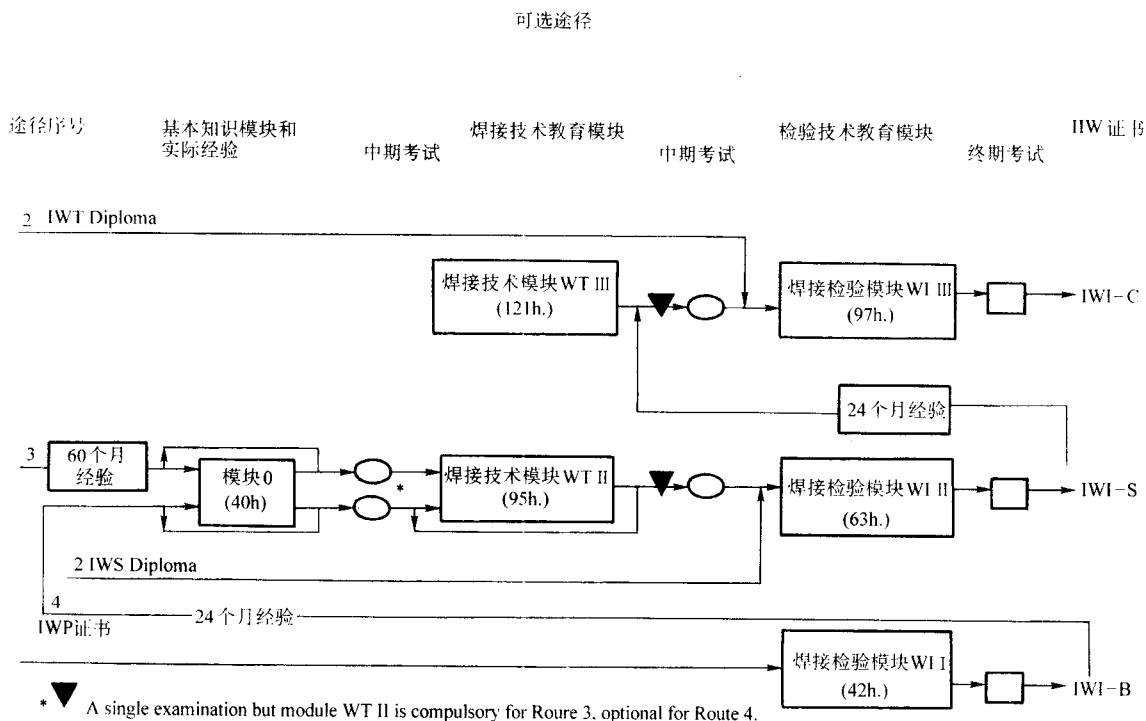 可选途径
途径序号
基本知识模块和
实际经验
中期考试
焊接技术教育模块
中期考试
检验技术教育模块
终期考试
IIW证书
2 IWT Diploma
焊接技术模块WT III
(121h.)
焊接检验模块WI III
(97h.)
IWI-C
24个月经验
3
60个月
经验
模块0
(40h)
*
焊接技术模块WT II
(95h.)
焊接检验模块WI II
(63h.)
IWI-S
2 IWS Diploma
4
IWP证书
24个月经验
焊接检验模块WI I
(42h.)
IWI-B
* A single examination but module WT II is compulsory for Roure 3, optional for Route 4.